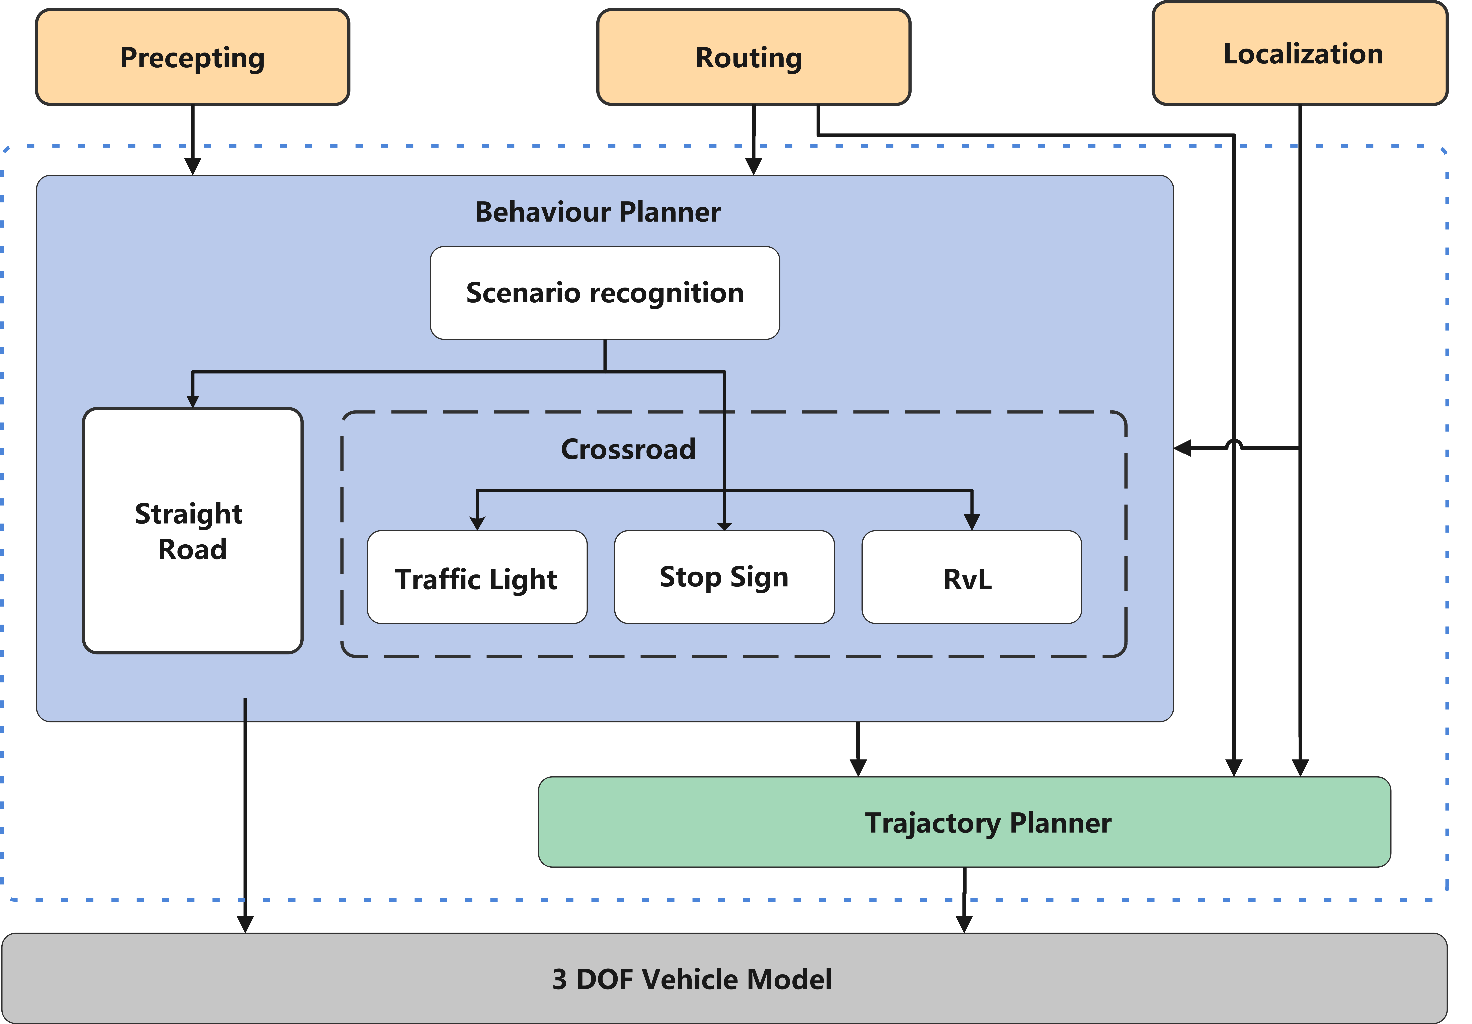 Precepting
Routing
Localization
Behaviour Planner
Scenario recognition
Crossroad
Straight
Road
Traffic Light
Stop Sign
RvL
Trajactory Planner
3 DOF Vehicle Model